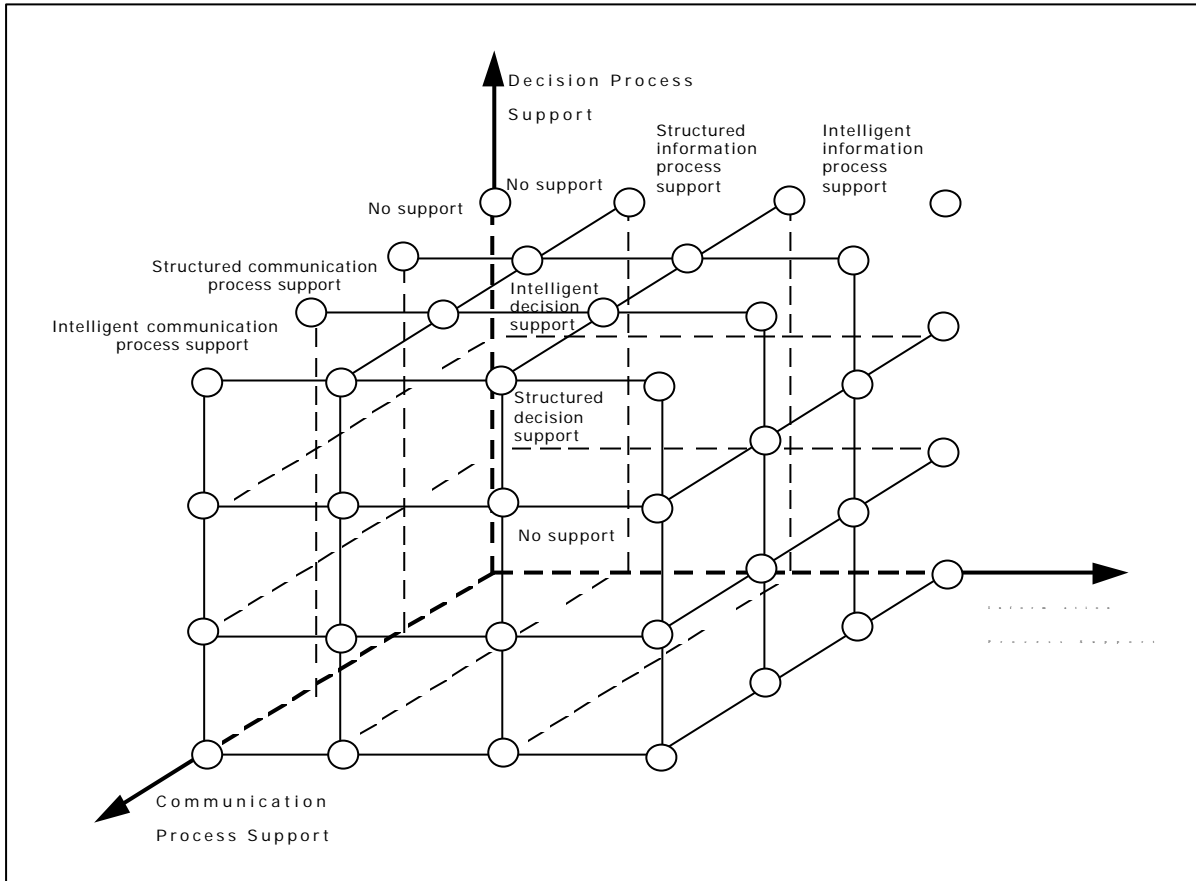 Decision Process
Support
Structured
information
process
support
Intelligent
information
process
support
No support
No support
Structured communication
process support
Intelligent communication
process support
Intelligent
decision
support
Structured
decision
support
No support
Communication
Process Support